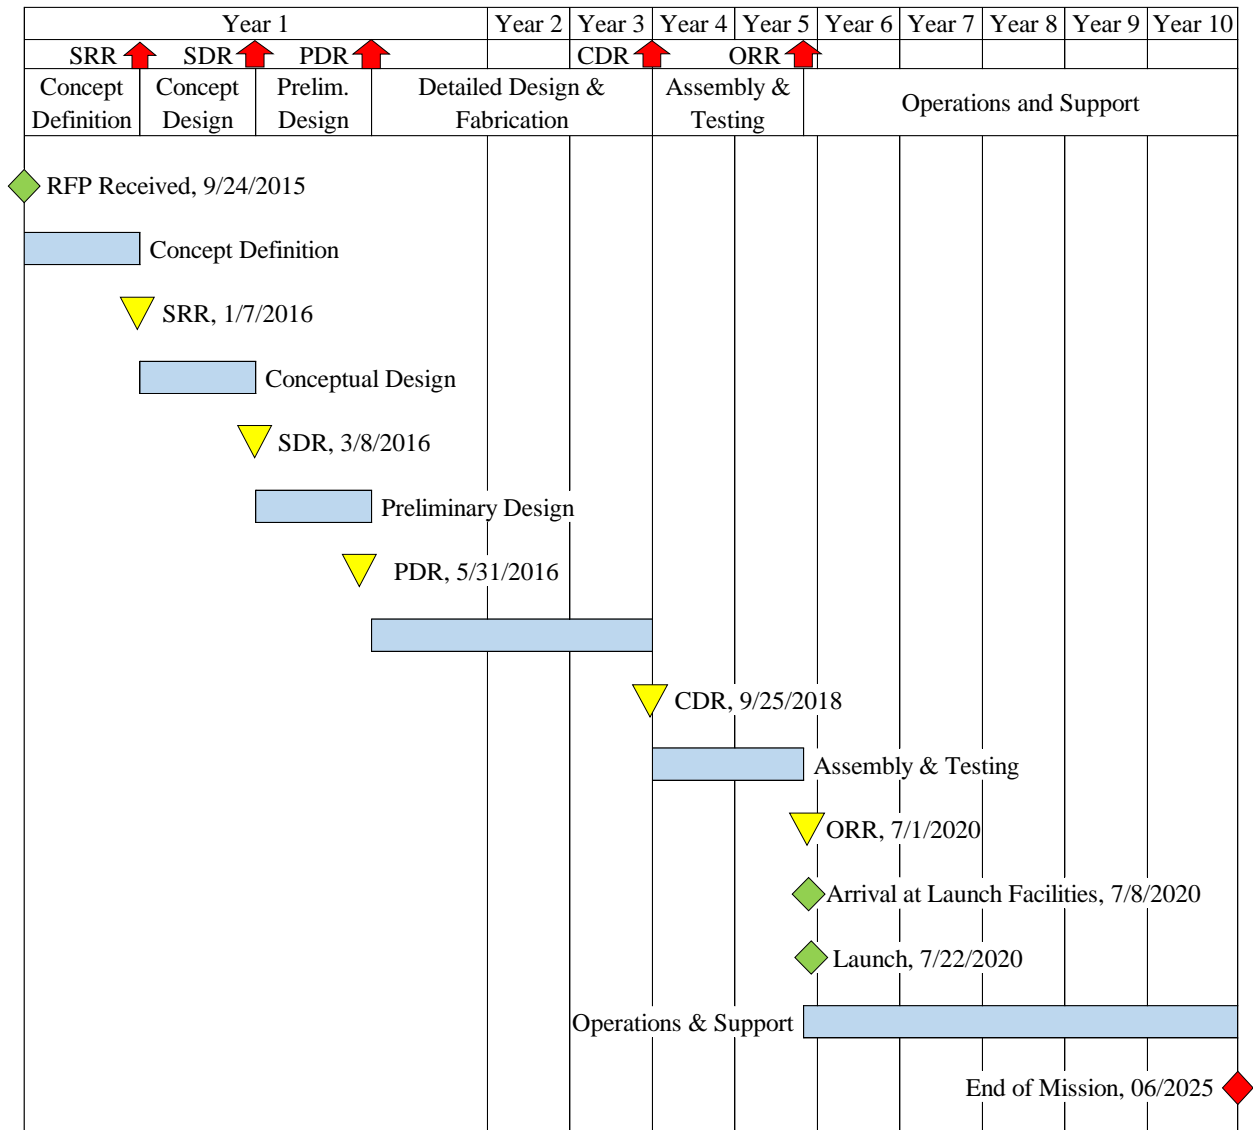 Year 1 Year 2 Year 3 Year 4 Year 5 Year 6 Year 7 Year 8 Year 9 Year 10
SRR SDR PDR CDR ORR
Concept Definition
Concept Design
Prelim. Design
Detailed Design & Fabrication
Assembly & Testing
Operations and Support
RFP Received, 9/24/2015
Concept Definition
SRR, 1/7/2016
Conceptual Design
SDR, 3/8/2016
Preliminary Design
PDR, 5/31/2016
CDR, 9/25/2018
Assembly & Testing
ORR, 7/1/2020
Arrival at Launch Facilities, 7/8/2020
Launch, 7/22/2020
Operations & Support
End of Mission, 06/2025